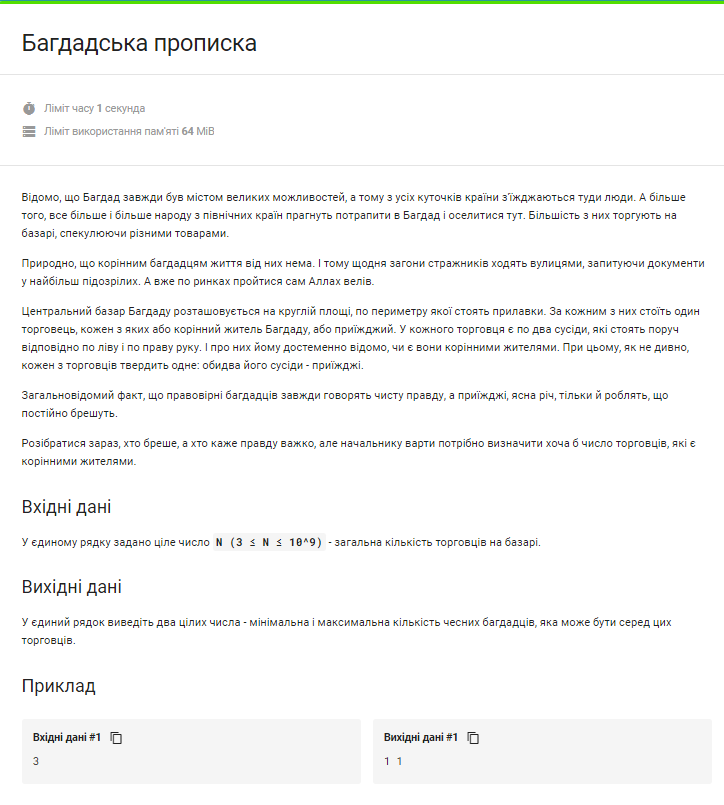 Багдадська прописка
Ліміт часу 1 секунда
Ліміт використання пам'яті 64 MiB
Відомо, що Багдад завжди був містом великих можливостей, а тому з усіх куточків країни з'їжджаються туди люди. А більше
того, все більше і більше народу з північних країн прагнуть потрапити в Багдад і оселитися тут. Більшість з них торгують на
базарі, спекулюючи різними товарами.
Природно, що корінним багдадцям життя від них нема. І тому щодня загони стражників ходять вулицями, запитуючи документи
у найбільш підозрілих. А вже по ринках пройтися сам Аллах велів.
Центральний базар Багдаду розташовується на круглій площі, по периметру якої стоять прилавки. За кожним з них стоїть один
торговець, кожен з яких або корінний житель Багдаду, або приїжджий. У кожного торговця є по два сусіди, які стоять поруч
відповідно по ліву і по праву руку. І про них йому достеменно відомо, чи є вони корінними жителями. При цьому, як не дивно,
кожен з торговців твердить одне: обидва його сусіди - приїжджі.
Загальновідомий факт, що правовірні багдадців завжди говорять чисту правду, а приїжджі, ясна річ, тільки й роблять, що
постійно брешуть.
Розібратися зараз, хто бреше, а хто каже правду важко, але начальнику варти потрібно визначити хоча б число торговців, які є
корінними жителями.
Вхідні дані
У єдиному рядку задано ціле число N (3 ≤ N ≤ 10^9) - загальна кількість торговців на базарі.
Вихідні дані
У єдиний рядок виведіть два цілих числа - мінімальна і максимальна кількість чесних багдадців, яка може бути серед цих
торговців.
Приклад
Вхідні дані #1
3
Вихідні дані #1
1 1